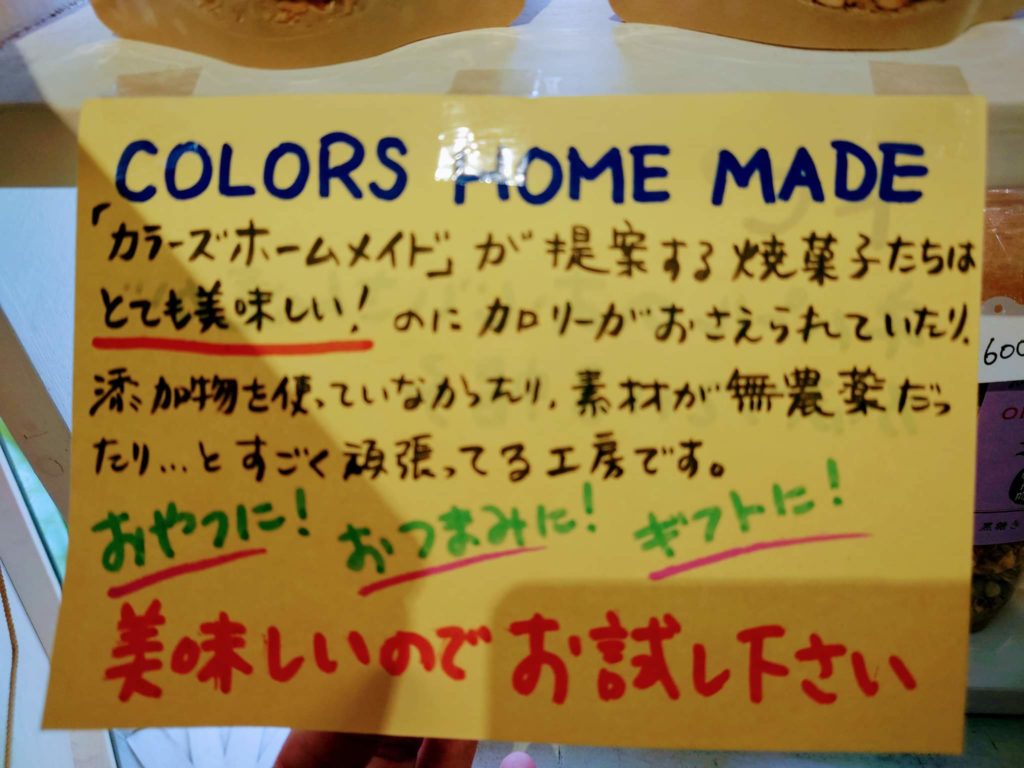 COLORS HOME MADE
「カラーズホームメイド」が提案する焼菓子たちは
とても美味しい！のにカロリーがおさえられていたり、
添加物を使っていなかったり、素材が無農薬だっ
たり…とすごく頑張ってる工房です。
おやつに！ おつまみに！ ギフトに！
美味しいのでお試し下さい
600